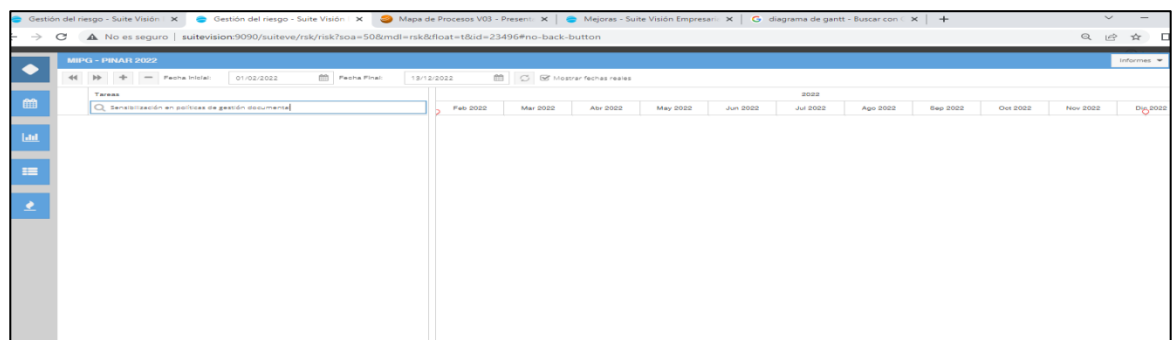 Gestión del riesgo - Suite Visión
Gestión del riesgo - Suite Visión
Mapa de Procesos V03 - Present
Mejoras - Suite Visión Empresari
diagrama de gantt - Buscar con
No es seguro | suitevision:9090/suiteve/rsk/risk?soa=50&mdl=rsk&float=t&id=23496#no-back-button
MIPG - PINAR 2022
Informes
Fecha Inicial: 01/02/2022 Fecha Final: 13/12/2022 Mostrar fechas reales
Tareas
2022
Sensibilización en políticas de gestión documental
Feb 2022 Mar 2022 Abr 2022 May 2022 Jun 2022 Jul 2022 Ago 2022 Sep 2022 Oct 2022 Nov 2022 Dic 2022